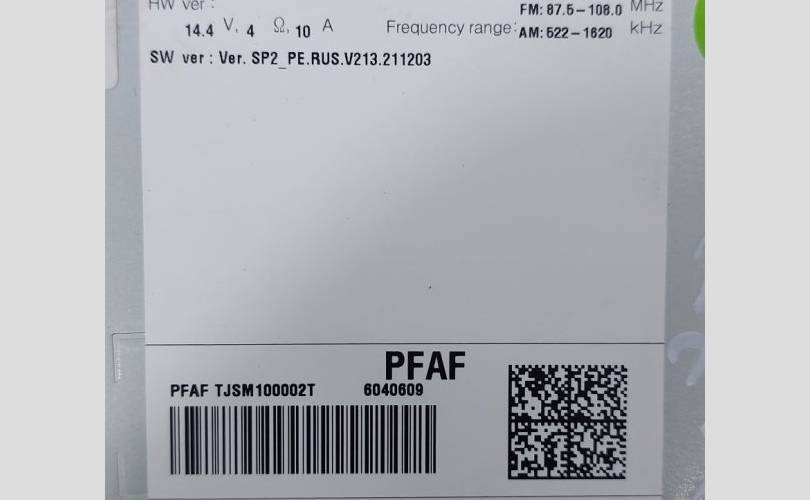 HW ver :
FM: 87.5-108.0 MHz
14.4 V, 4 Ω, 10 A Frequency range: AM: 522-1620 kHz
SW ver : Ver. SP2_PE.RUS.V213.211203
PFAF
PFAF TJSM100002T 6040609